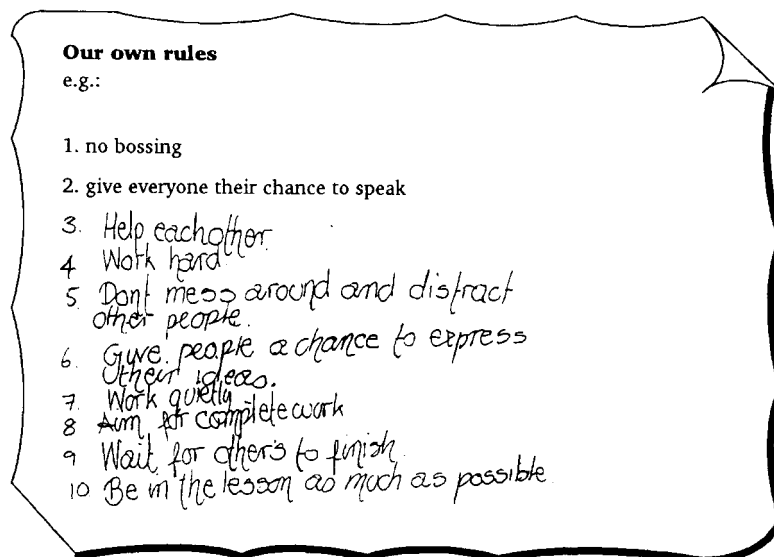 Our own rules
e.g.:
1. no bossing
2. give everyone their chance to speak
3. Help eachother
4 Work hard
5 Dont mess around and distract
other people.
6. Give people a chance to express
their ideas.
7. Work quietly
8 Aim for complete work
9 Wait for others to finish.
10 Be in the lesson as much as possible